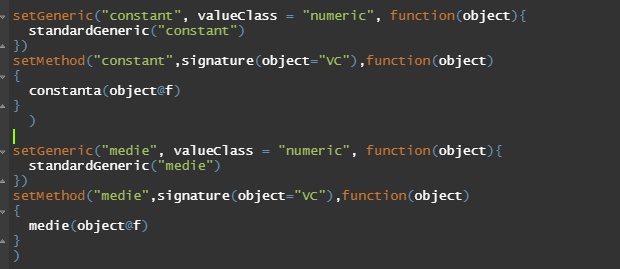 setGeneric("constant", valueClass = "numeric", function(object){
  standardGeneric("constant")
})
setMethod("constant",signature(object="VC"),function(object)
{
  constanta(object@f)
}
  )
setGeneric("medie", valueClass = "numeric", function(object){
  standardGeneric("medie")
})
setMethod("medie",signature(object="VC"),function(object)
{
  medie(object@f)
}
)